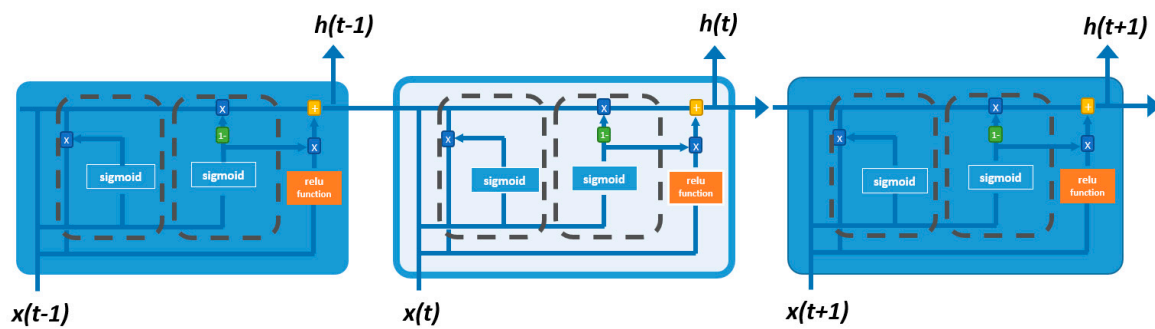 h(t-1)
h(t)
h(t+1)
X
+
X
+
X
+
X
1-
X
X
1-
X
X
1-
X
sigmoid
sigmoid
relu
function
sigmoid
sigmoid
relu
function
sigmoid
sigmoid
relu
function
x(t-1)
x(t)
x(t+1)